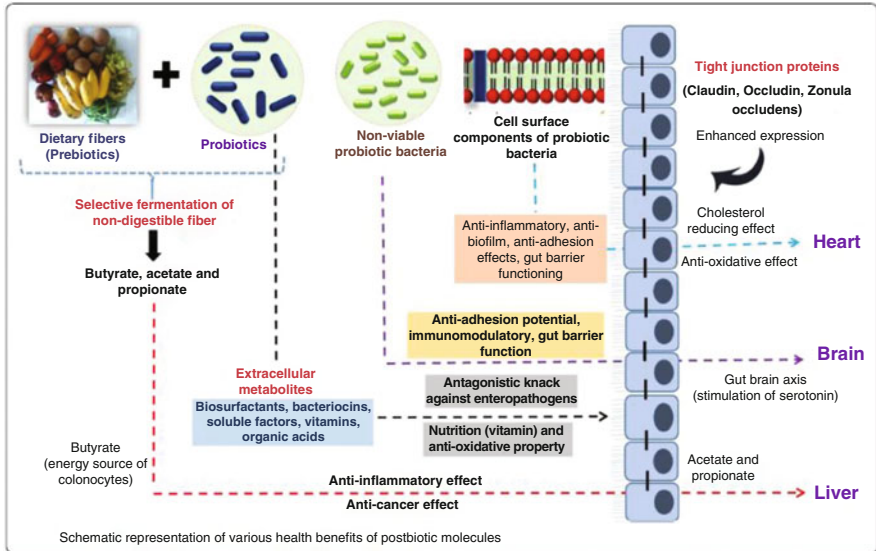 Dietary fibers
(Prebiotics)
Probiotics
Non-viable
probiotic bacteria
Cell surface
components of probiotic
bacteria
Tight junction proteins
(Claudin, Occludin, Zonula
occludens)
Enhanced expression
Selective fermentation of
non-digestible fiber
Butyrate, acetate and
propionate
Anti-inflammatory, anti-
biofilm, anti-adhesion
effects, gut barrier
functioning
Cholesterol
reducing effect
Anti-oxidative effect
Heart
Anti-adhesion potential,
immunomodulatory, gut barrier
function
Brain
Gut brain axis
(stimulation of serotonin)
Extracellular
metabolites
Biosurfactants, bacteriocins,
soluble factors, vitamins,
organic acids
Antagonistic knack
against enteropathogens
Nutrition (vitamin) and
anti-oxidative property
Butyrate
(energy source of
colonocytes)
Anti-inflammatory effect
Anti-cancer effect
Acetate and
propionate
Liver
Schematic representation of various health benefits of postbiotic molecules